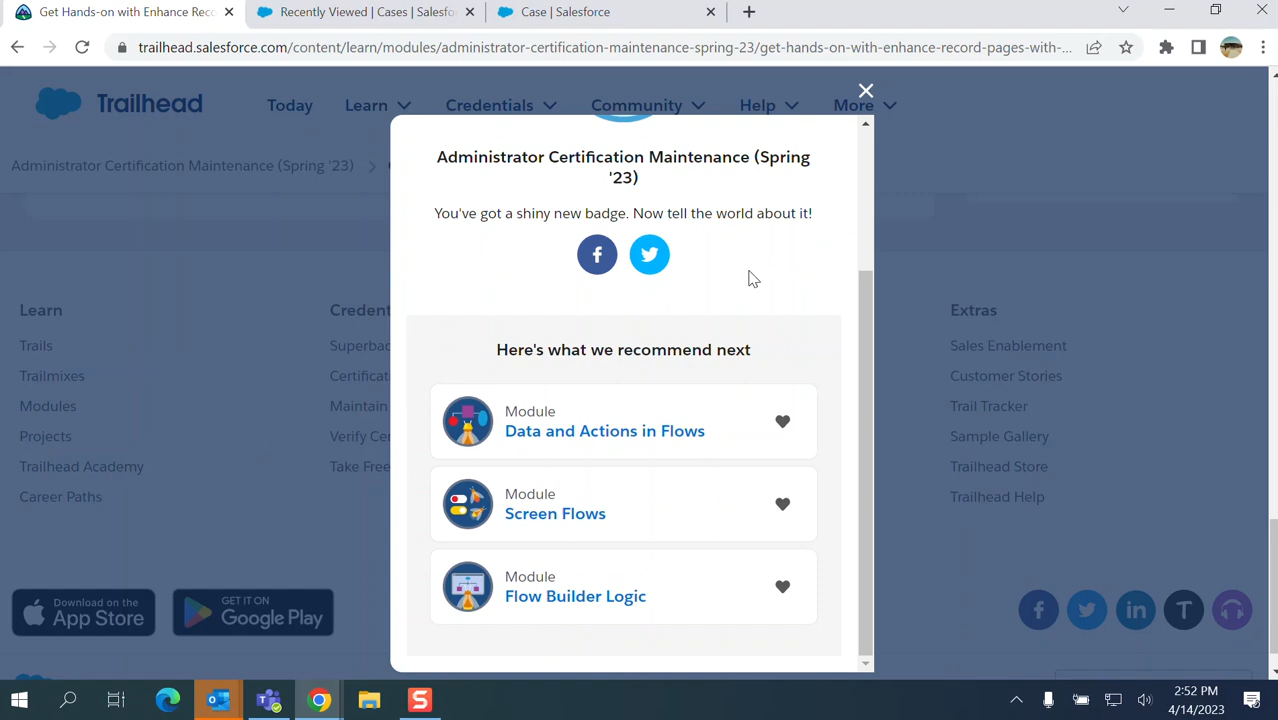 Get Hands-on with Enhance Reco
Recently Viewed | Cases | Salesfo
Case | Salesforce
trailhead.salesforce.com/content/learn/modules/administrator-certification-maintenance-spring-23/get-hands-on-with-enhance-record-pages-with-...
Trailhead
Today
Learn
Credentials
Community
Help
More
Administrator Certification Maintenance (Spring '23)
Administrator Certification Maintenance (Spring
'23)
You've got a shiny new badge. Now tell the world about it!
Here's what we recommend next
Module
Data and Actions in Flows
Module
Screen Flows
Module
Flow Builder Logic
Learn
Trails
Trailmixes
Modules
Projects
Trailhead Academy
Career Paths
Credent
Superbac
Certificat
Maintain
Verify Cer
Take Free
Extras
Sales Enablement
Customer Stories
Trail Tracker
Sample Gallery
Trailhead Store
Trailhead Help
Download on the
App Store
GET IT ON
Google Play
2:52 PM
4/14/2023